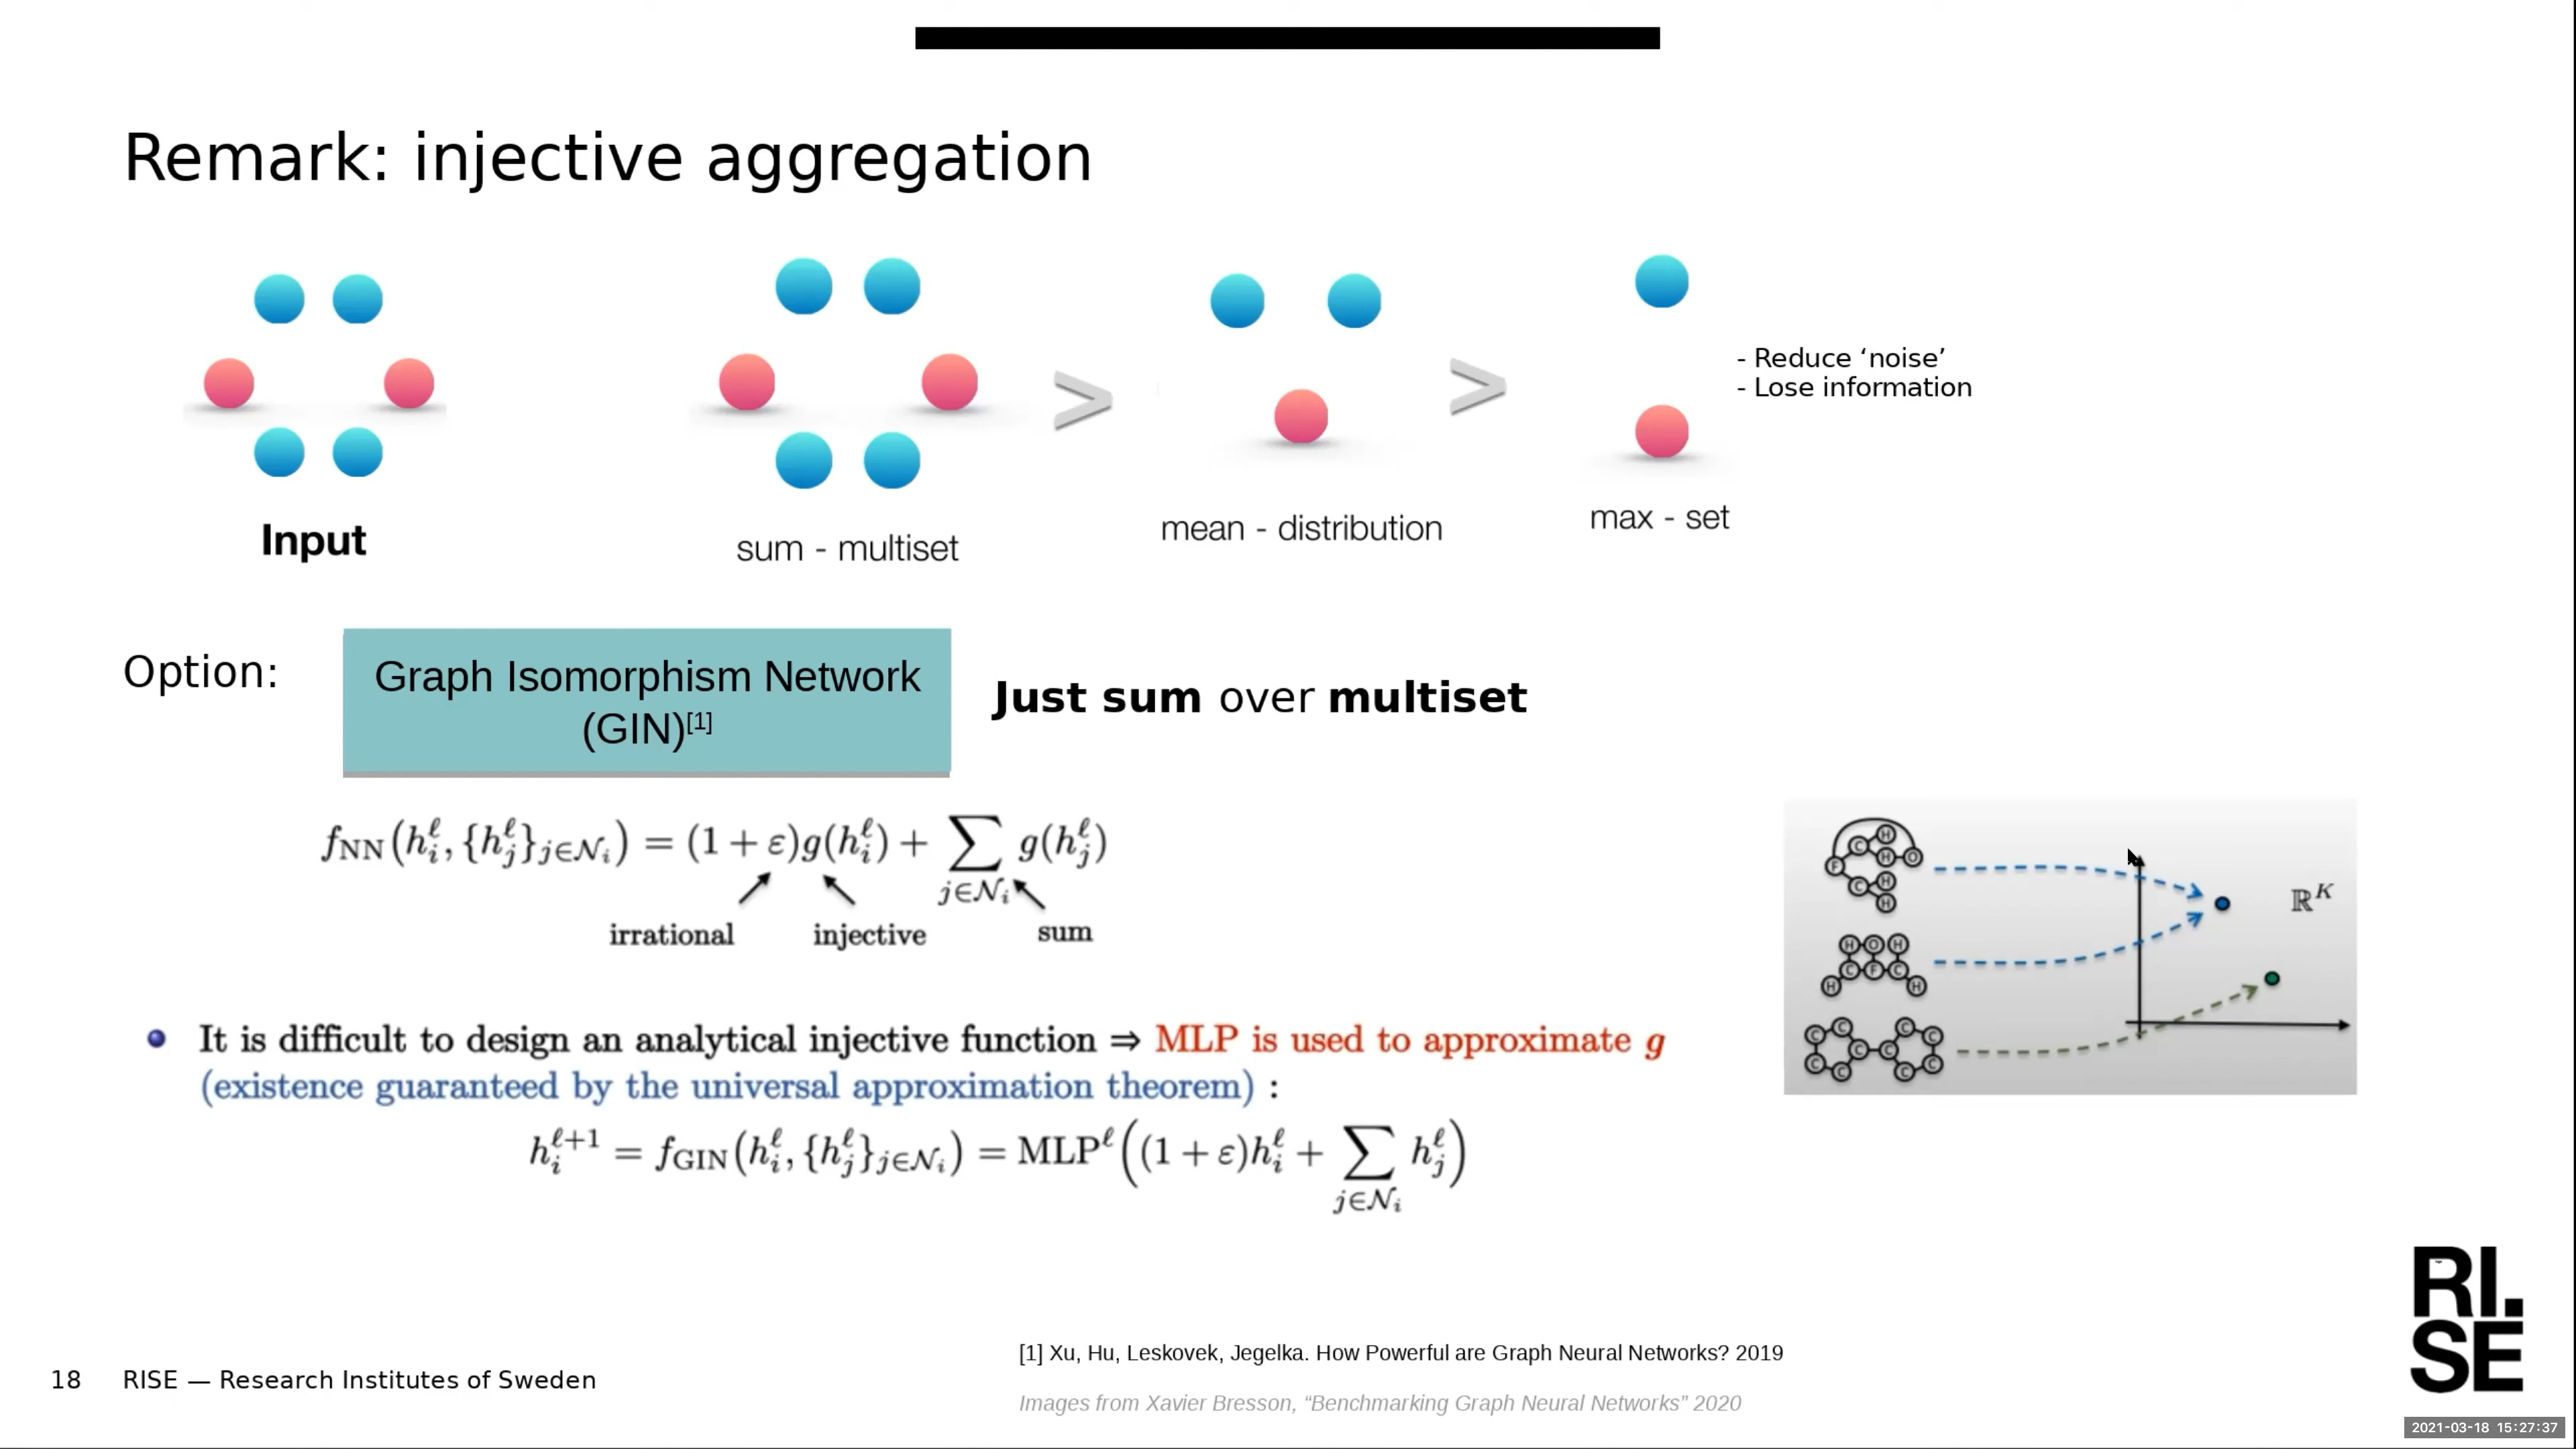 Remark: injective aggregation
> >
- Reduce ‘noise’
- Lose information
Input
sum - multiset
mean - distribution
max - set
Option:
Graph Isomorphism Network
(GIN)[1]
Just sum over multiset
f_NN(h_i^ℓ, {h_j^ℓ}_{j∈𝒩_i}) = (1 + ε)g(h_i^ℓ) + ∑_{j∈𝒩_i} g(h_j^ℓ)
irrational injective sum
It is difficult to design an analytical injective function ⇒ MLP is used to approximate g
(existence guaranteed by the universal approximation theorem) :
h_i^{ℓ+1} = f_GIN(h_i^ℓ, {h_j^ℓ}_{j∈𝒩_i}) = MLP^ℓ((1 + ε)h_i^ℓ + ∑_{j∈𝒩_i} h_j^ℓ)
H
C
H O
F
C H
H
ℝ^K
H O H
C F C
H H
C C C C
C C C C
C C C C
RI.
SE
[1] Xu, Hu, Leskovek, Jegelka. How Powerful are Graph Neural Networks? 2019
18 RISE — Research Institutes of Sweden
Images from Xavier Bresson, “Benchmarking Graph Neural Networks” 2020
2021-03-18 15:27:37